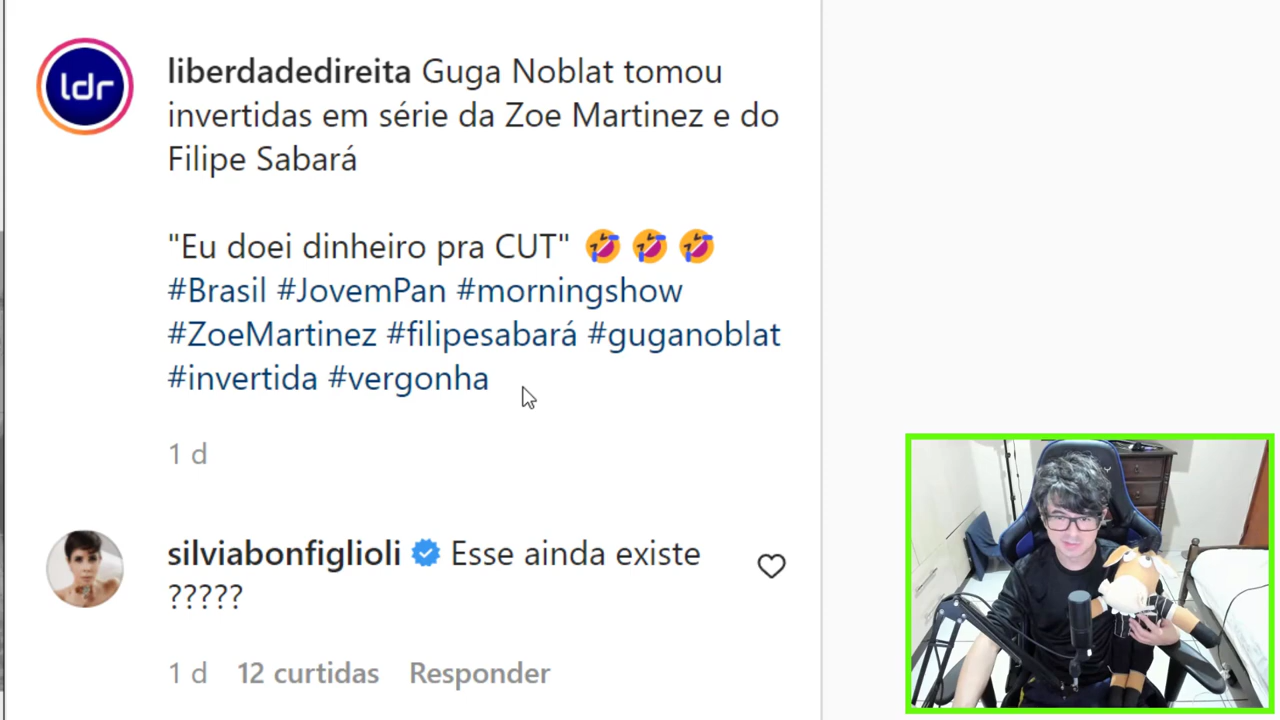 ldr
liberdadedireita Guga Noblat tomou
invertidas em série da Zoe Martinez e do
Filipe Sabará
"Eu doei dinheiro pra CUT" 🤣 🤣 🤣
#Brasil #JovemPan #morningshow
#ZoeMartinez #filipesabará #guganoblat
#invertida #vergonha
1 d
silviabonfiglioli Esse ainda existe
?????
1 d 12 curtidas Responder